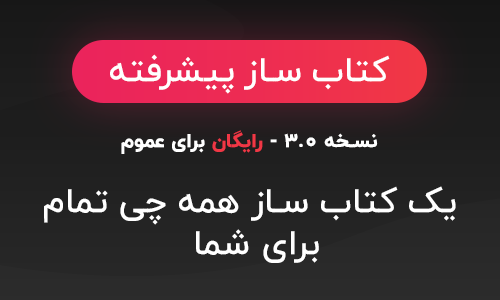 کتاب ساز پیشرفته
نسخه ۳.۰ - رایگان برای عموم
یک کتاب ساز همه چی تمام
برای شما